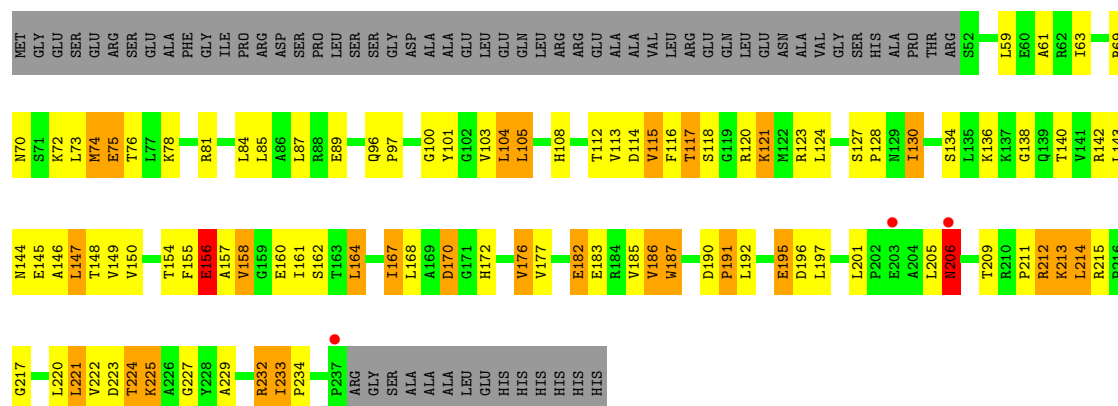 MET GLY GLU SER GLU ARG SER GLU ALA PHE GLY ILE PRO ARG ASP SER PRO LEU SER SER GLY ASP ALA ALA GLU LEU GLU GLN LEU ARG ARG GLU ALA ALA VAL LEU ARG GLU GLN LEU GLU ASN ALA VAL GLY SER HIS ALA PRO THR ARG S52 L59 E60 A61 R62 I63 R69
N70 S71 K72 L73 M74 E75 T76 L77 K78 R81 L84 L85 A86 L87 R88 E89 Q96 P97 G100 Y101 G102 V103 L104 L105 H108 T112 V113 D114 V115 F116 T117 S118 G119 R120 K121 M122 R123 L124 S127 P128 N129 I130 S134 L135 K136 K137 G138 Q139 T140 V141 R142 L143
N144 E145 A146 L147 T148 V149 V150 T154 F155 E156 A157 V158 G159 E160 I161 S162 T163 L164 I167 L168 A169 D170 G171 H172 V176 V177 E182 E183 R184 V185 V186 W187 D190 P191 L192 E195 D196 L197 L201 P202 E203 A204 L205 N206 T209 R210 P211 R212 K213 L214 R215 P216
G217 L220 L221 V222 D223 T224 K225 A226 G227 Y228 A229 R232 I233 P234 P237 ARG GLY SER ALA ALA ALA LEU GLU HIS HIS HIS HIS HIS HIS